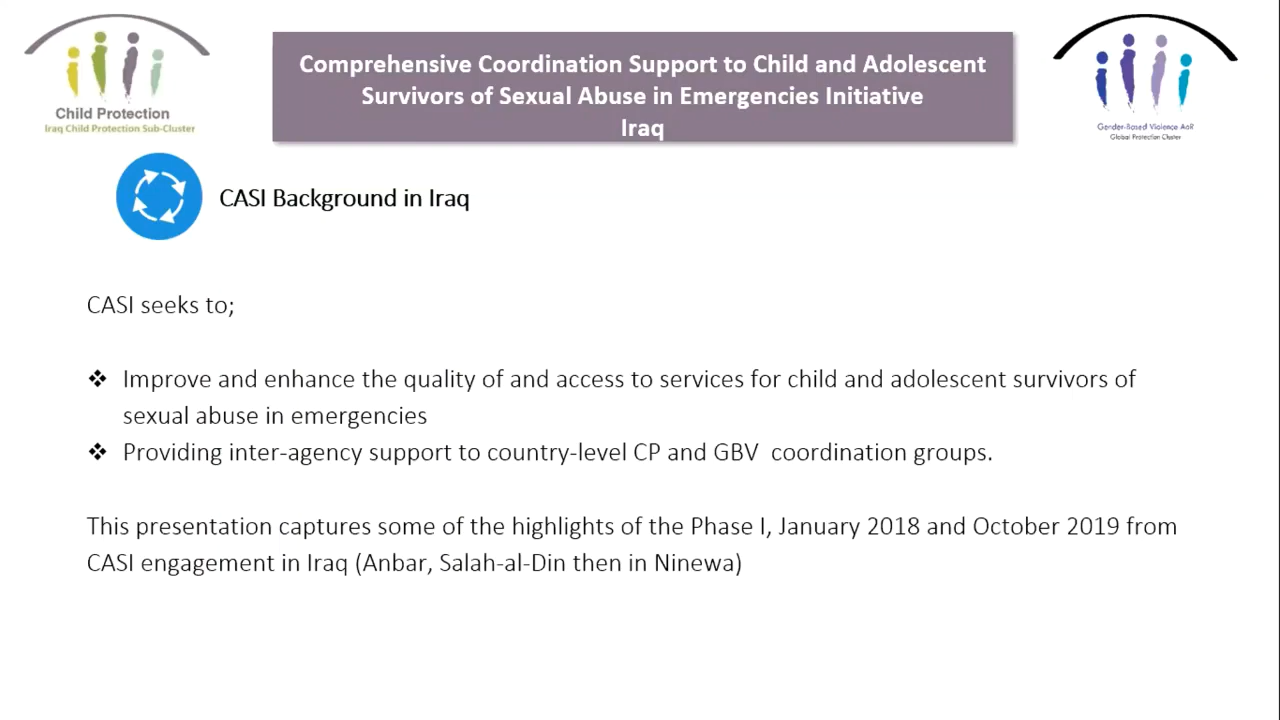 Comprehensive Coordination Support to Child and Adolescent
Survivors of Sexual Abuse in Emergencies Initiative
Iraq
Child Protection
Iraq Child Protection Sub-Cluster
Gender-Based Violence AoR
Global Protection Cluster
CASI Background in Iraq
CASI seeks to;
❖ Improve and enhance the quality of and access to services for child and adolescent survivors of
sexual abuse in emergencies
❖ Providing inter-agency support to country-level CP and GBV  coordination groups.
This presentation captures some of the highlights of the Phase I, January 2018 and October 2019 from
CASI engagement in Iraq (Anbar, Salah-al-Din then in Ninewa)